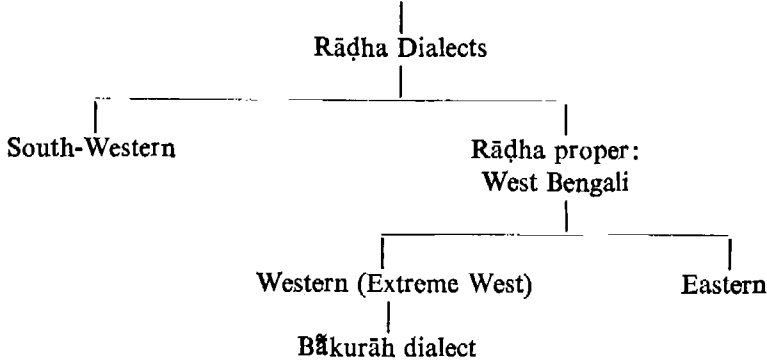 Rāḍha Dialects
South-Western
Rāḍha proper:
West Bengali
Western (Extreme West)
Eastern
Bā̃kurāh dialect